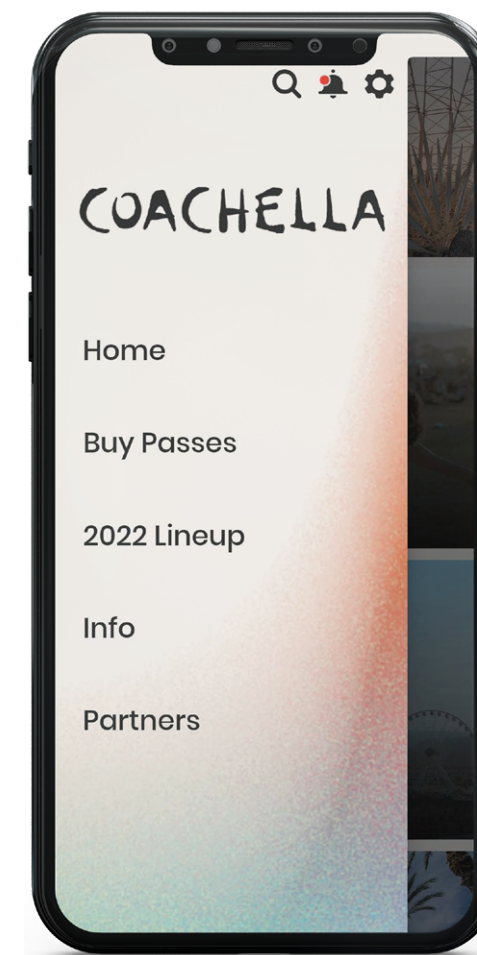 COACHELLA
Home
Buy Passes
2022 Lineup
Info
Partners